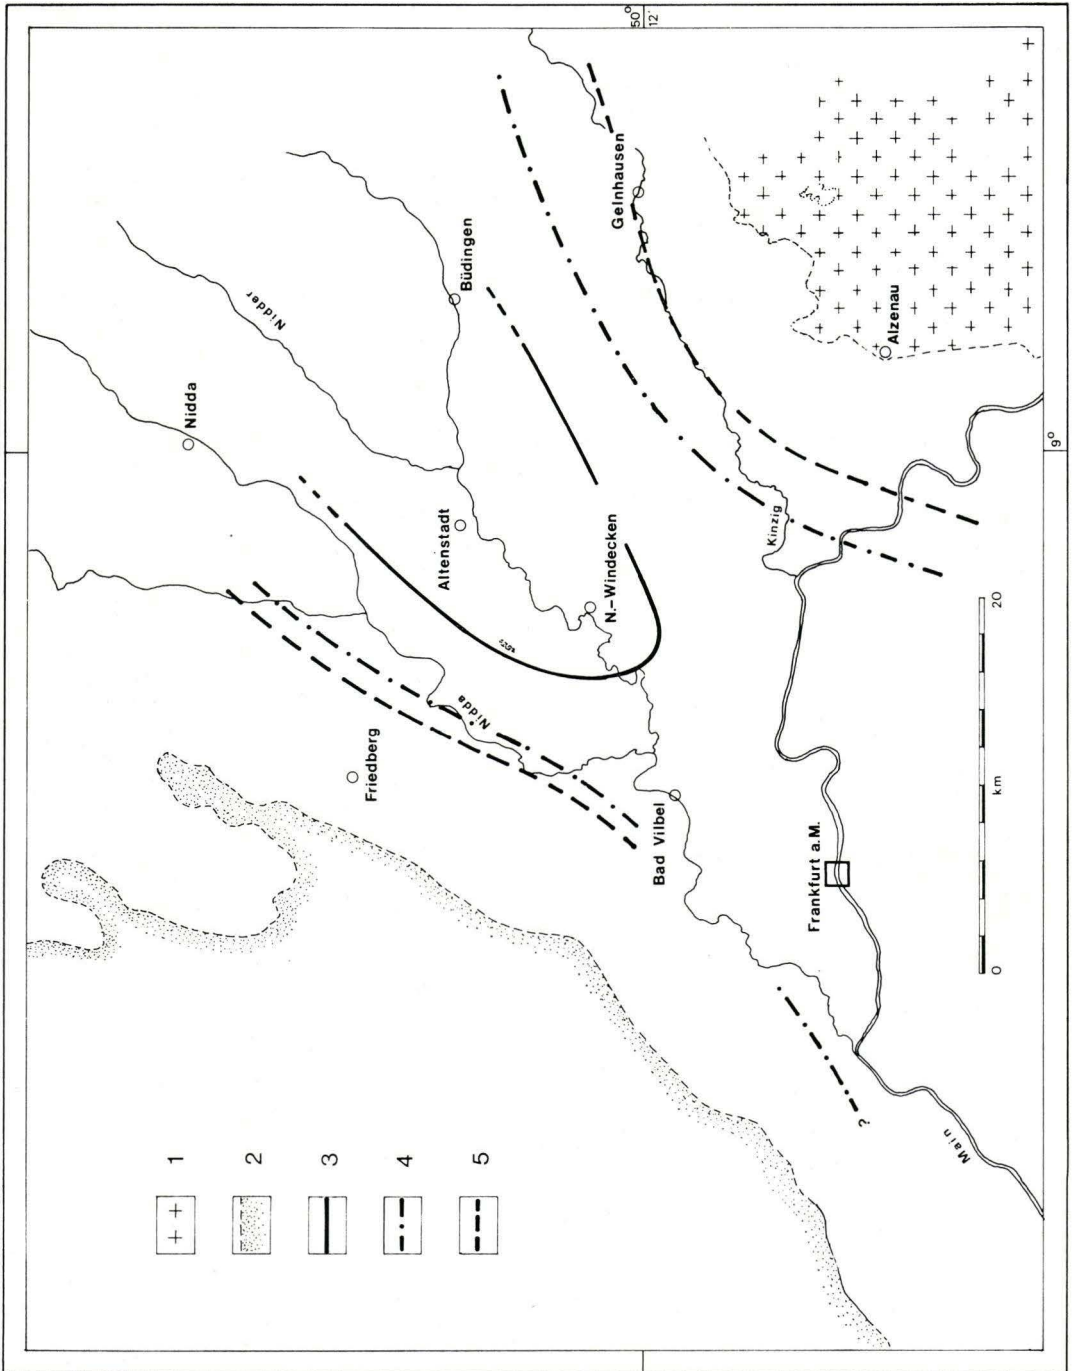 1
Nidda
2
Nidder
3
Friedberg
4
Altenstadt
Büdingen
Nidda
5
N.-Windecken
Gelnhausen
50°
12'
Bad Vilbel
Kinzig
Frankfurt a.M.
?
Alzenau
Main
0 km 20
9°